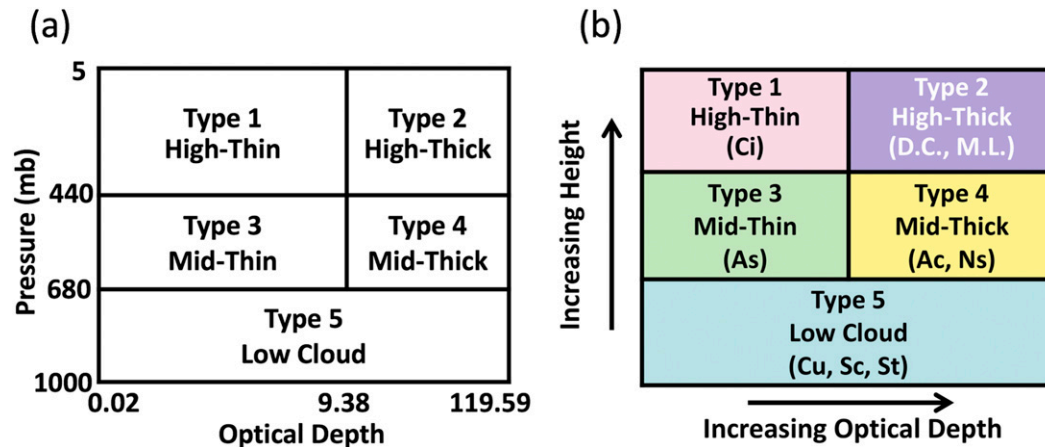 (a)
5
Type 1
High-Thin
Type 2
High-Thick
440
Type 3
Mid-Thin
Type 4
Mid-Thick
680
Type 5
Low Cloud
1000
Pressure (mb)
0.02
9.38
119.59
Optical Depth
(b)
Increasing Height
Type 1
High-Thin
(Ci)
Type 2
High-Thick
(D.C., M.L.)
Type 3
Mid-Thin
(As)
Type 4
Mid-Thick
(Ac, Ns)
Type 5
Low Cloud
(Cu, Sc, St)
Increasing Optical Depth